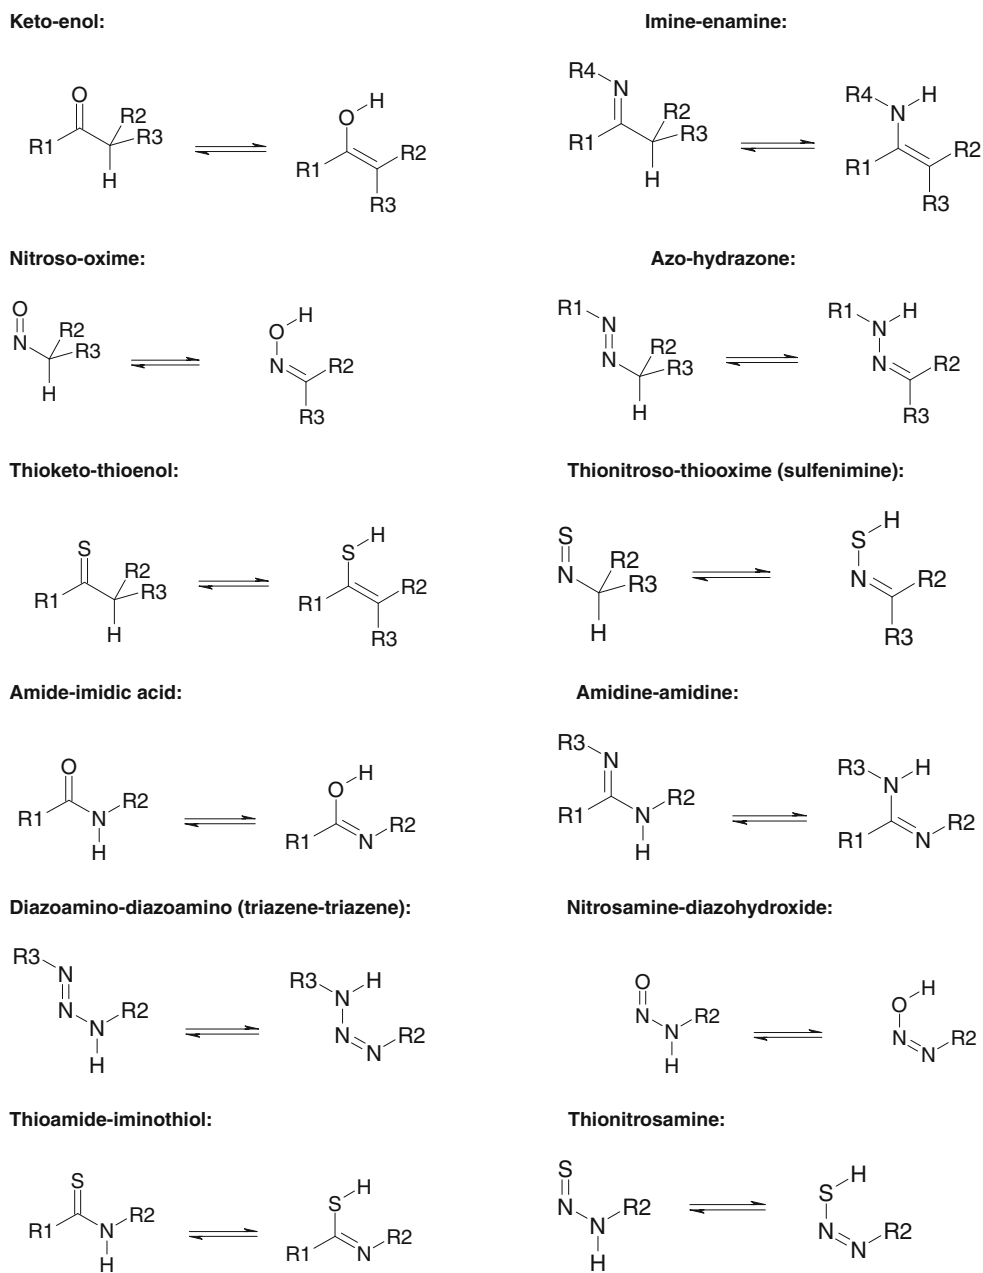 Keto-enol:
O
R1
R2
R3
H
O
H
R1
R2
R3
Imine-enamine:
R4
N
R1
R2
R3
H
R4
N
H
R1
R2
R3
Nitroso-oxime:
O
N
R2
R3
H
O
H
N
R2
R3
Azo-hydrazone:
R1
N
N
R2
R3
H
R1
N
H
N
R2
R3
Thioketo-thioenol:
S
R1
R2
R3
H
S
H
R1
R2
R3
Thionitroso-thiooxime (sulfenimine):
S
N
R2
R3
H
S
H
N
R2
R3
Amide-imidic acid:
O
R1
N
R2
H
O
H
R1
N
R2
Amidine-amidine:
R3
N
R1
N
R2
H
R3
N
H
R1
N
R2
Diazoamino-diazoamino (triazene-triazene):
R3
N
N
N
R2
H
R3
N
H
N
N
R2
Nitrosamine-diazohydroxide:
O
N
N
R2
H
O
H
N
N
R2
Thioamide-iminothiol:
S
R1
N
R2
H
S
H
R1
N
R2
Thionitrosamine:
S
N
N
R2
H
S
H
N
N
R2